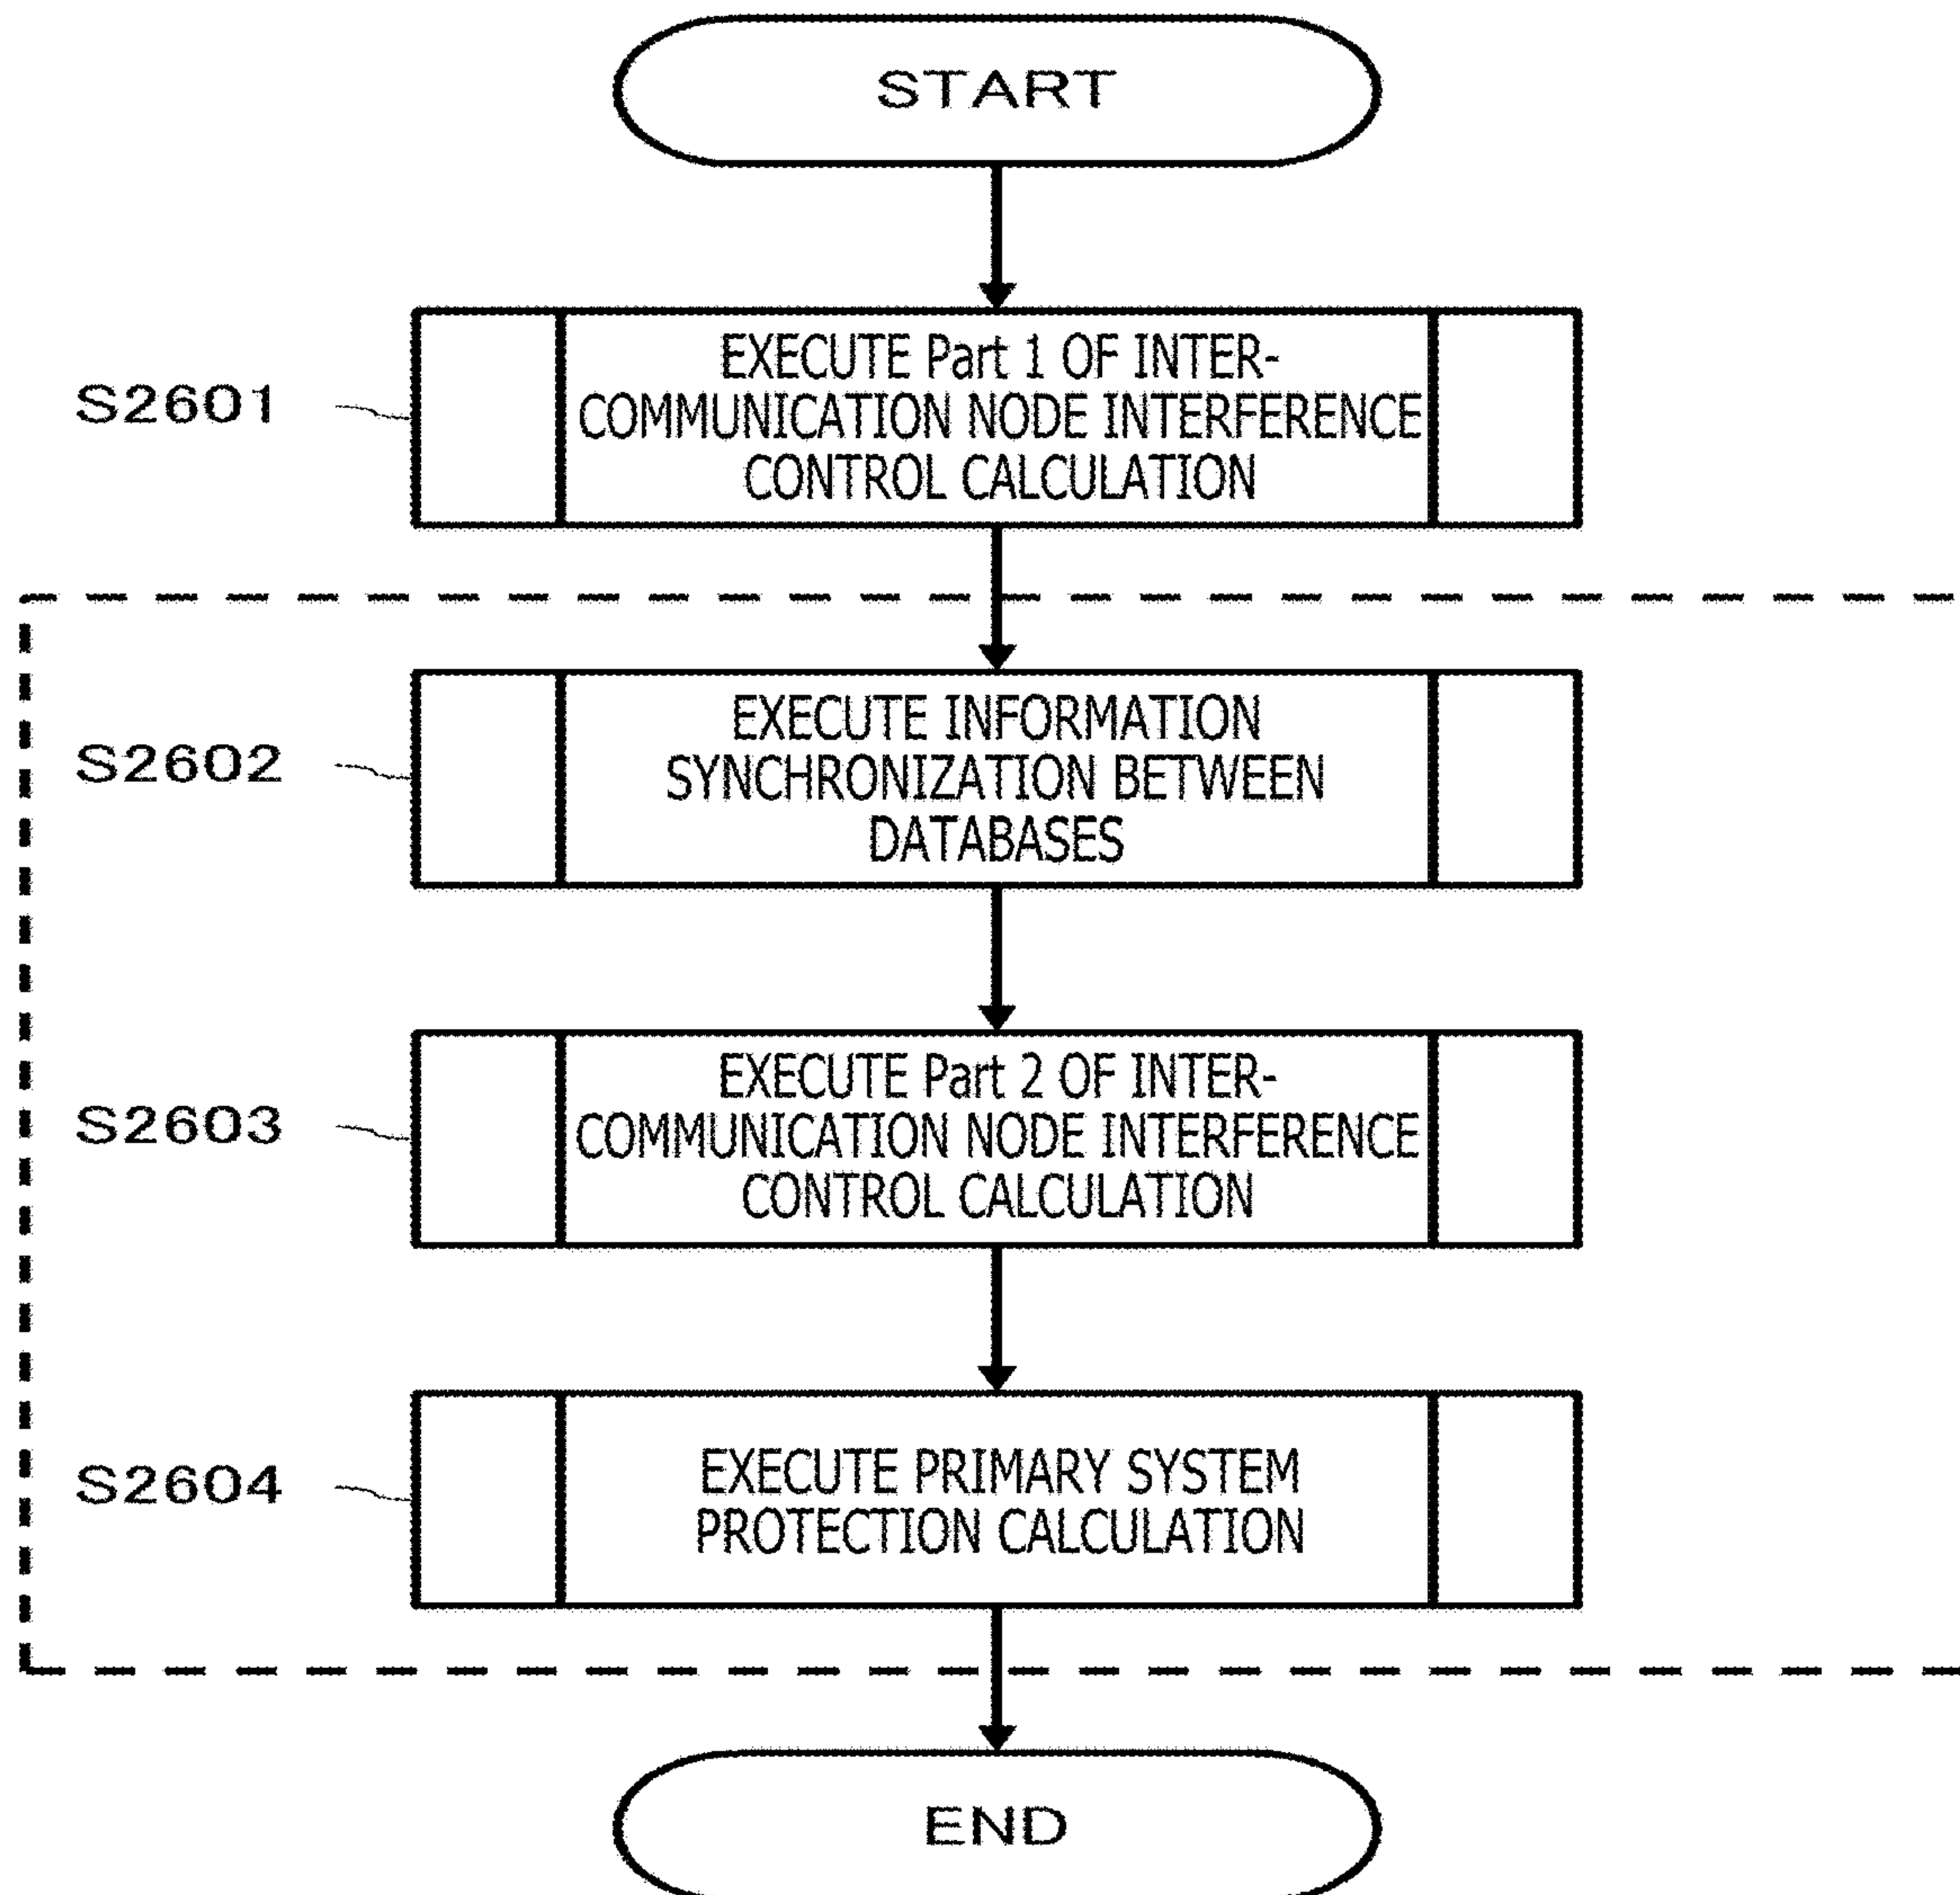 START
S2601
EXECUTE Part 1 OF INTER-
COMMUNICATION NODE INTERFERENCE
CONTROL CALCULATION
S2602
EXECUTE INFORMATION
SYNCHRONIZATION BETWEEN
DATABASES
S2603
EXECUTE Part 2 OF INTER-
COMMUNICATION NODE INTERFERENCE
CONTROL CALCULATION
S2604
EXECUTE PRIMARY SYSTEM
PROTECTION CALCULATION
END